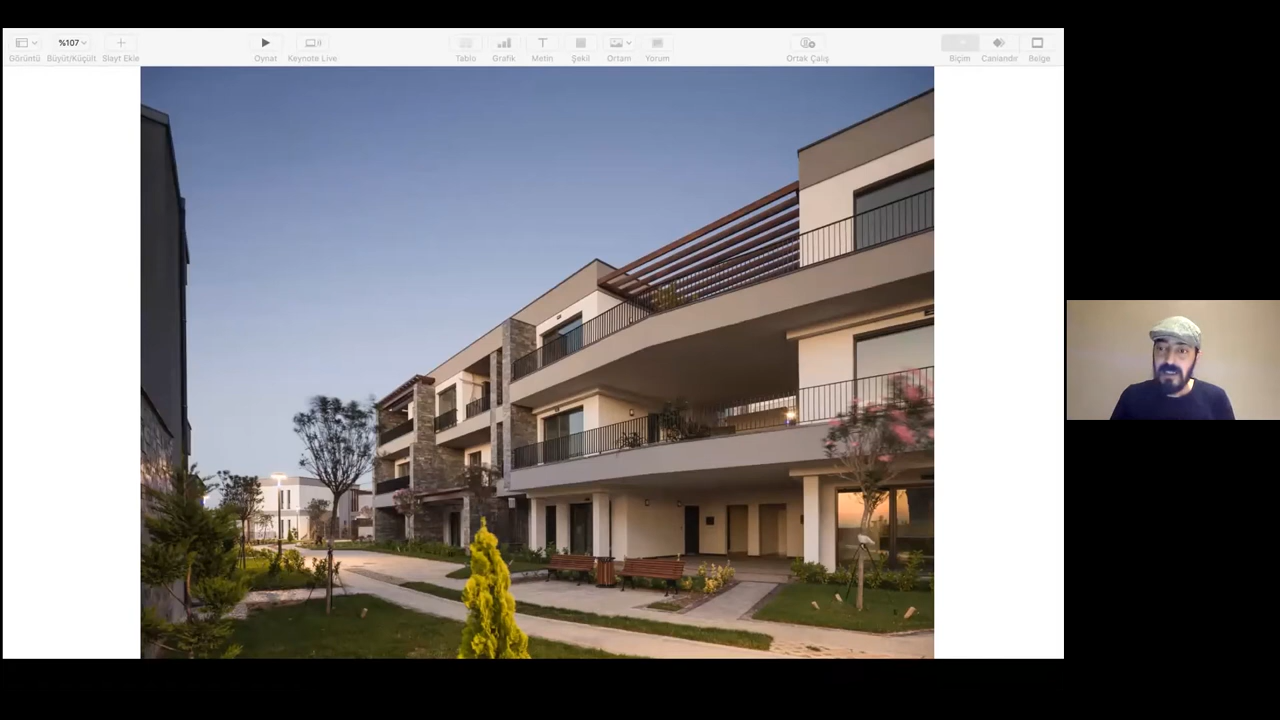 %107
Görüntü Büyüt/Küçült Slayt Ekle Oynat Keynote Live Tablo Grafik Metin Şekil Ortam Yorum Ortak Çalış Biçim Canlandır Belge